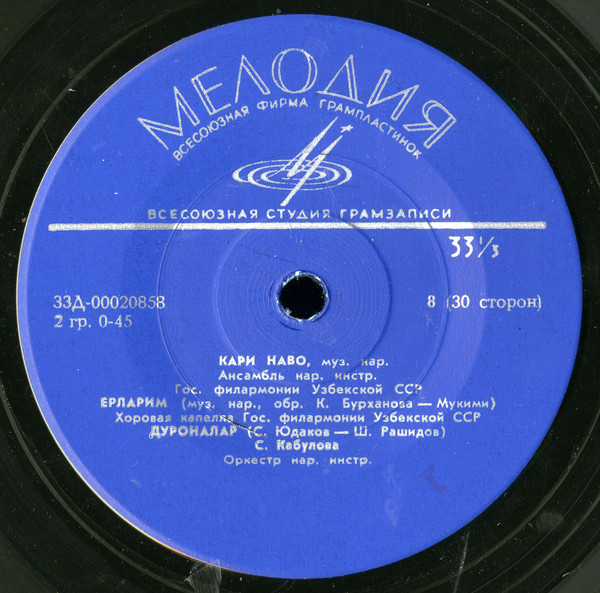 МЕЛОДИЯ
ВСЕСОЮЗНАЯ ФИРМА ГРАМПЛАСТИНОК
ВСЕСОЮЗНАЯ СТУДИЯ ГРАМЗАПИСИ
33⅓
33Д-00020858
8 (30 сторон)
2 гр. 0-45
КАРИ НАВО, муз. нар.
Ансамбль нар. инстр.
Гос. филармонии Узбекской ССР
ЕРЛАРИМ (муз. нар., обр. К. Бурханова — Мукими)
Хоровая капелла Гос. филармонии Узбекской ССР
ДУРОНАЛАР (С. Юдаков — Ш. Рашидов)
С. Кабулова
Оркестр нар. инстр.